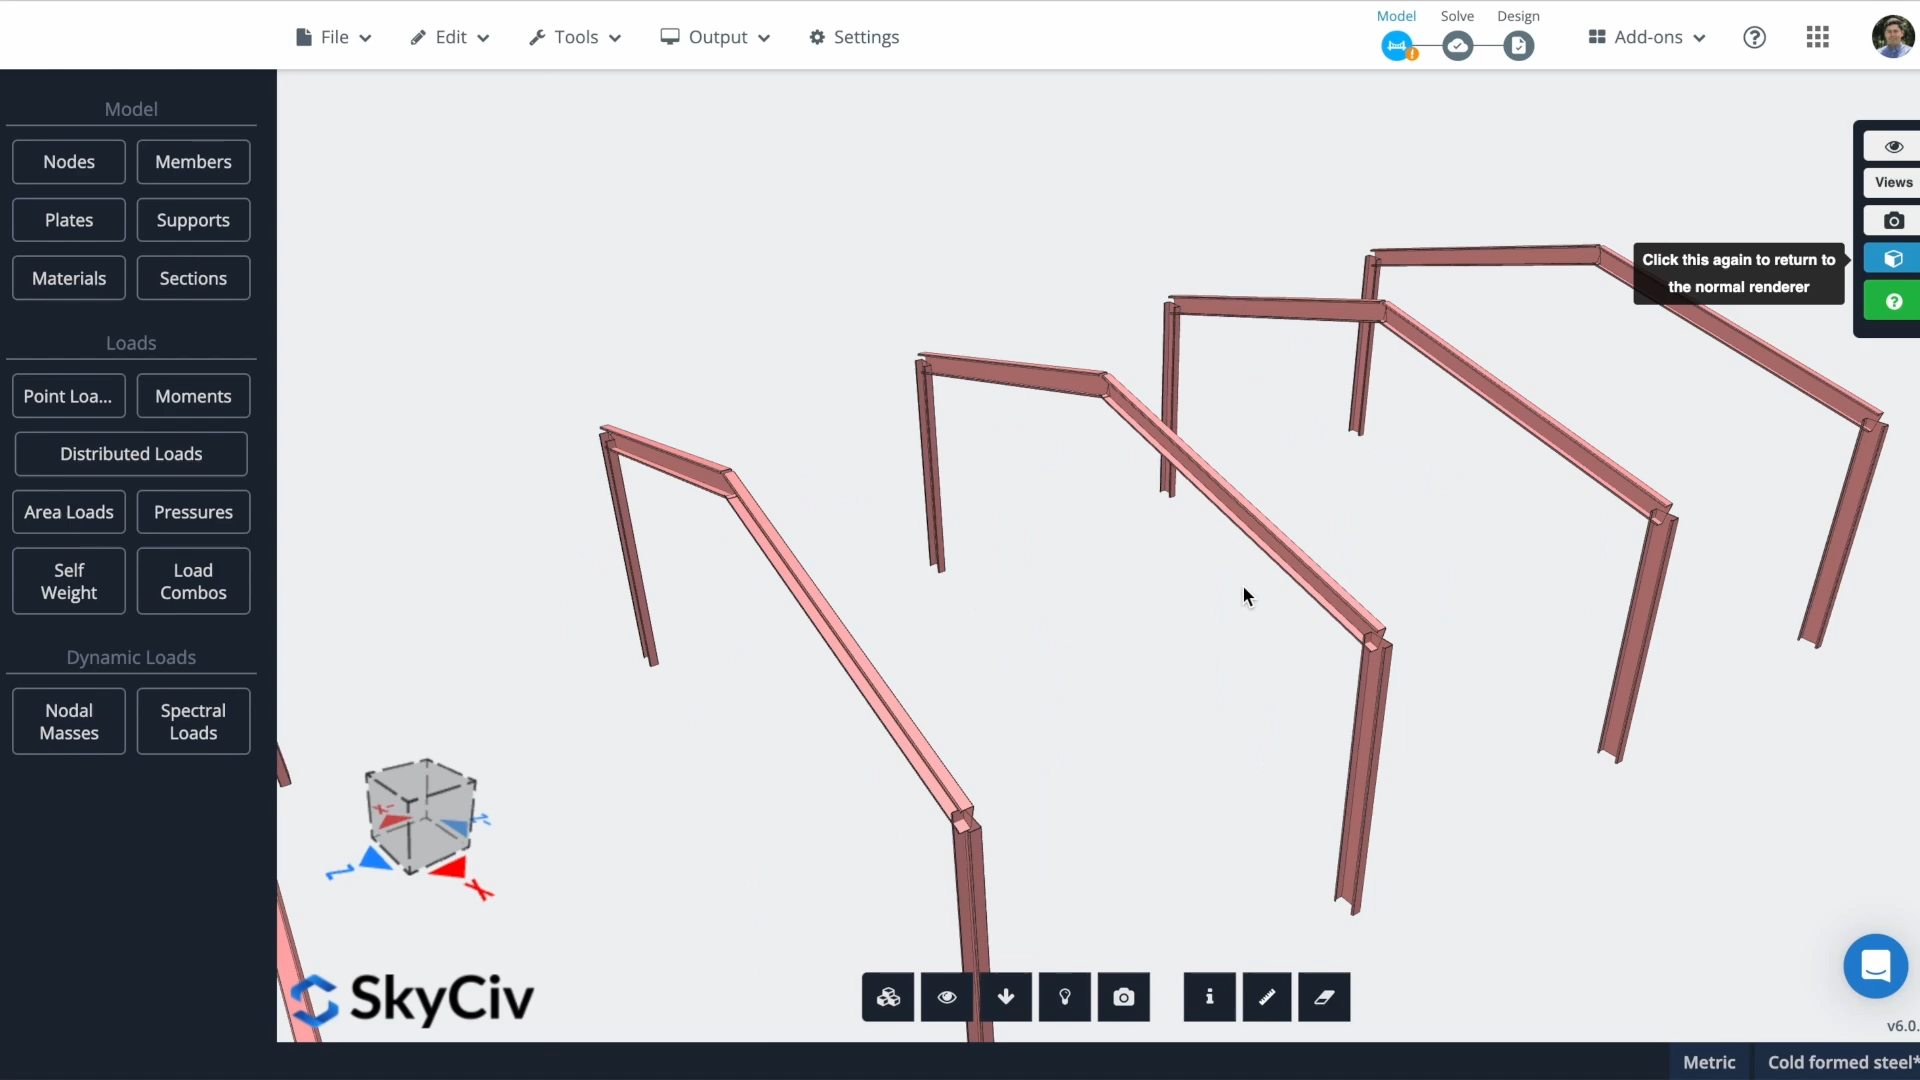 File
Edit
Tools
Output
Settings
Model
Solve
Design
Add-ons
Model
Nodes
Members
Plates
Supports
Materials
Sections
Loads
Point Loa...
Moments
Distributed Loads
Area Loads
Pressures
Self
Weight
Load
Combos
Dynamic Loads
Nodal
Masses
Spectral
Loads
Views
Click this again to return to
the normal renderer
Z
X
SkyCiv
v6.0.
Metric
Cold formed steel*